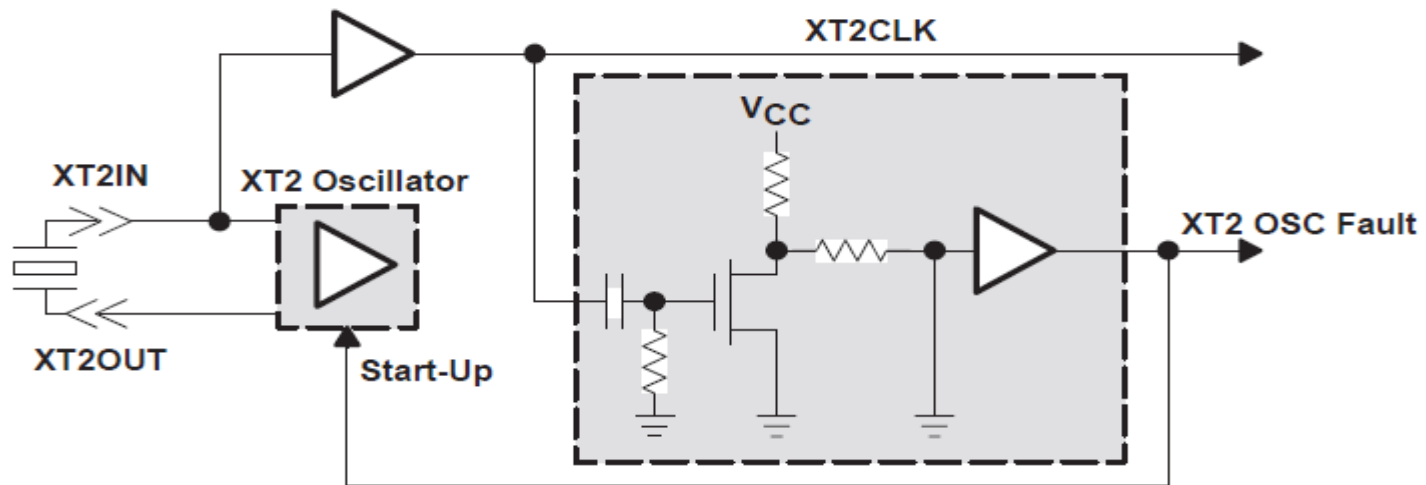 XT2CLK
VCC
XT2IN
XT2 Oscillator
XT2 OSC Fault
XT2OUT
Start-Up